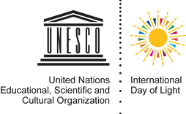 UNESCO
United Nations
Educational, Scientific and
Cultural Organization
International
Day of Light